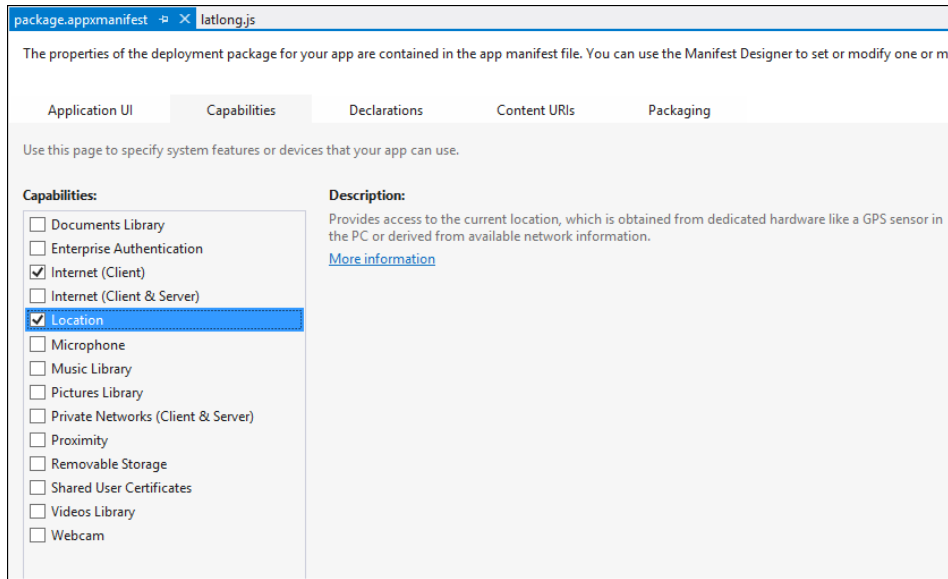 package.appxmanifest latlong.js
The properties of the deployment package for your app are contained in the app manifest file. You can use the Manifest Designer to set or modify one or m
Application UI Capabilities Declarations Content URIs Packaging
Use this page to specify system features or devices that your app can use.
Capabilities:
Documents Library
Enterprise Authentication
Internet (Client)
Internet (Client & Server)
Location
Microphone
Music Library
Pictures Library
Private Networks (Client & Server)
Proximity
Removable Storage
Shared User Certificates
Videos Library
Webcam
Description:
Provides access to the current location, which is obtained from dedicated hardware like a GPS sensor in
the PC or derived from available network information.
More information